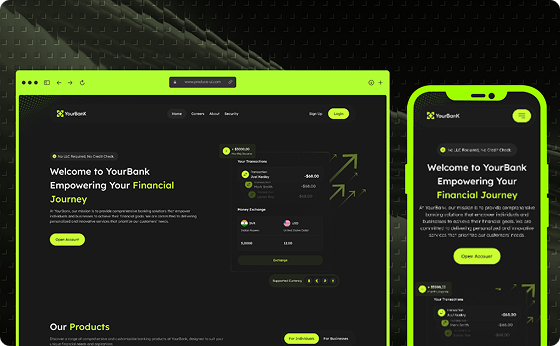 YourBank
Home Careers About Security
Sign Up Login
No LLC Required, No Credit Check.
Welcome to YourBank
Empowering Your Financial
Journey
At YourBank, our mission is to provide comprehensive banking solutions that empower
individuals and businesses to achieve their financial goals. We are committed to delivering
personalized and innovative services that prioritize our customers' needs.
Open Account
+ $5000,00
Your Transactions
Transaction
Joel Kenley -$68.00
-$68.00
-$68.00
Money Exchange
INR USD
Indian Rupees United States Dollar
5,0000 12.00
Exchange
Supported Currency
Our Products
For Individuals For Businesses
YourBank
No LLC Required, No Credit Check.
Welcome to YourBank
Empowering Your
Financial Journey
At YourBank, our mission is to provide comprehensive
banking solutions that empower individuals and
businesses to achieve their financial goals. We are
committed to delivering personalized and innovative
services that prioritize our customers' needs.
Open Account
Your Transactions
Transaction
Joel Kenley -$68.00
-$68.00
-$68.00